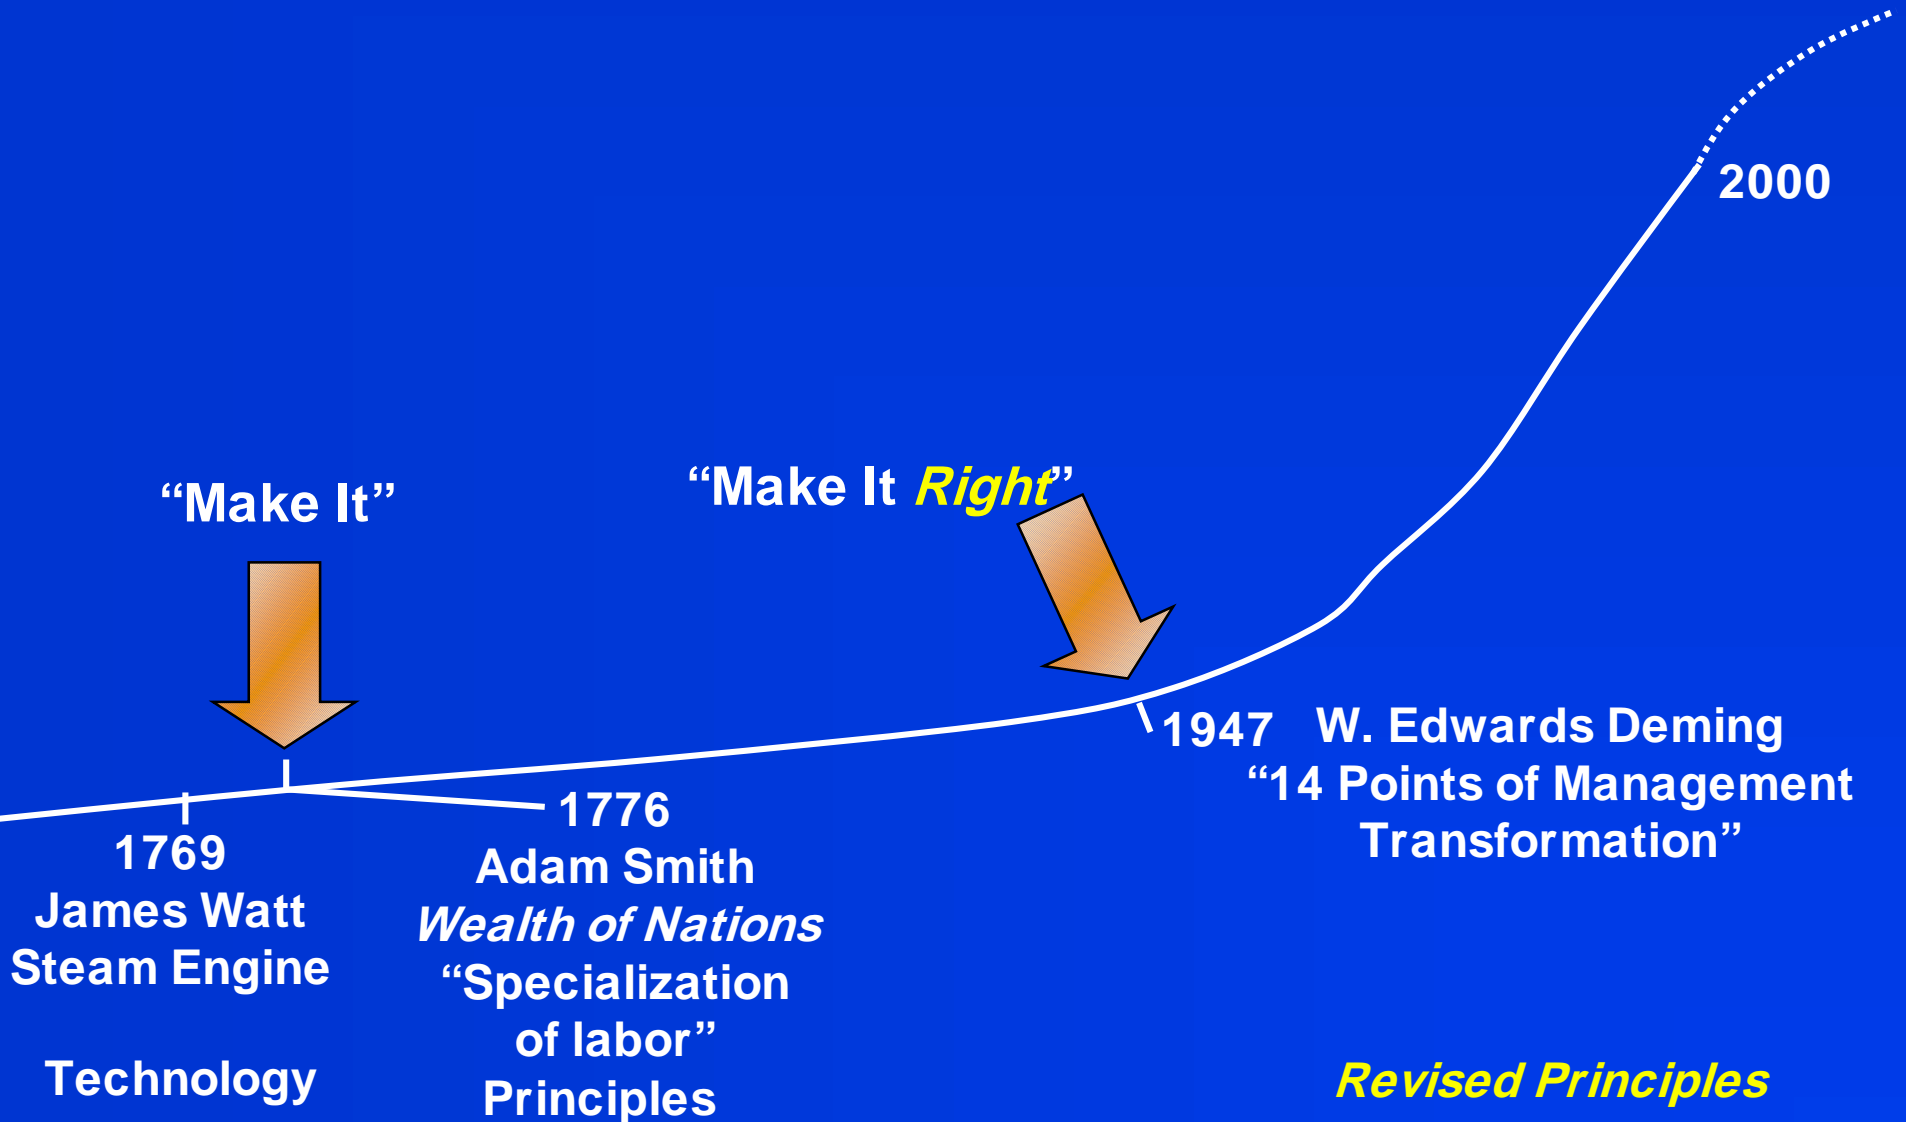 2000
“Make It”
“Make It Right”
1769
James Watt
Steam Engine
Technology
1776
Adam Smith
Wealth of Nations
“Specialization
of labor”
Principles
1947 W. Edwards Deming
“14 Points of Management
Transformation”
Revised Principles